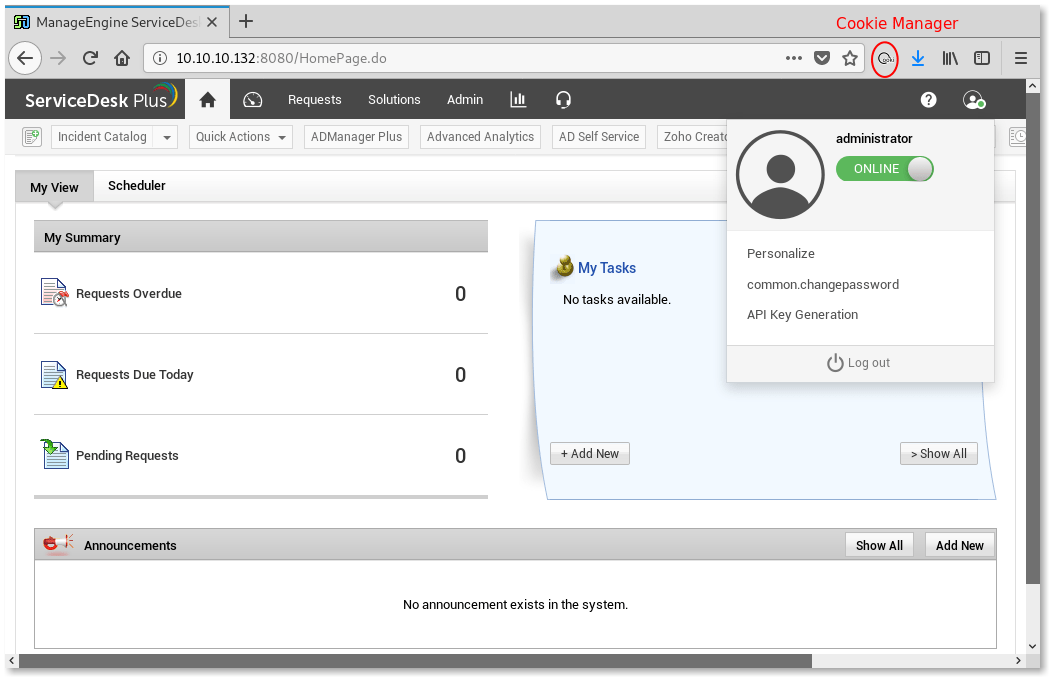 ManageEngine ServiceDes
Cookie Manager
10.10.10.132:8080/HomePage.do
ServiceDesk Plus
Requests
Solutions
Admin
Incident Catalog
Quick Actions
ADManager Plus
Advanced Analytics
AD Self Service
Zoho Creato
administrator
ONLINE
Personalize
common.changepassword
API Key Generation
Log out
My View
Scheduler
My Summary
Requests Overdue 0
Requests Due Today 0
Pending Requests 0
My Tasks
No tasks available.
+ Add New
> Show All
Announcements
Show All
Add New
No announcement exists in the system.